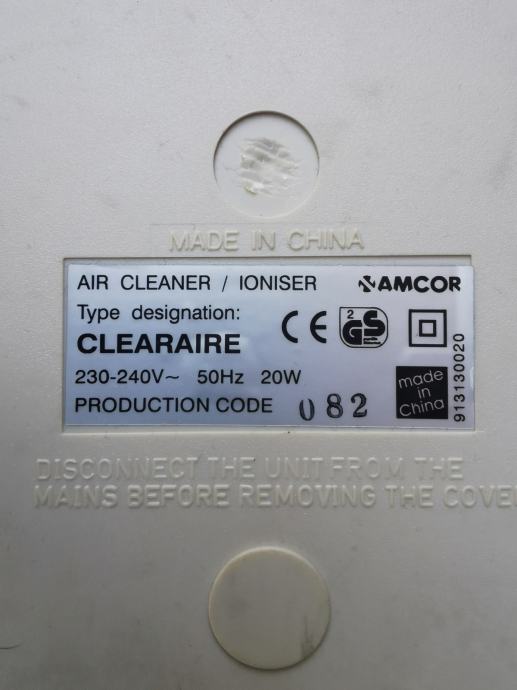 MADE IN CHINA
AIR CLEANER / IONISER
AMCOR
Type designation:
CLEARAIRE
CE
2
GS
230-240V~ 50Hz 20W
PRODUCTION CODE 082
made
in
China
913130020
DISCONNECT THE UNIT FROM THE
MAINS BEFORE REMOVING THE COVE